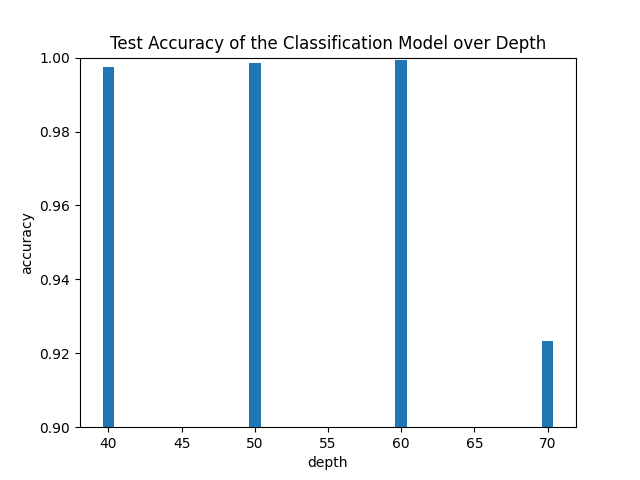 Test Accuracy of the Classification Model over Depth
1.00
0.98
0.96
0.94
0.92
0.90
accuracy
40 45 50 55 60 65 70
depth